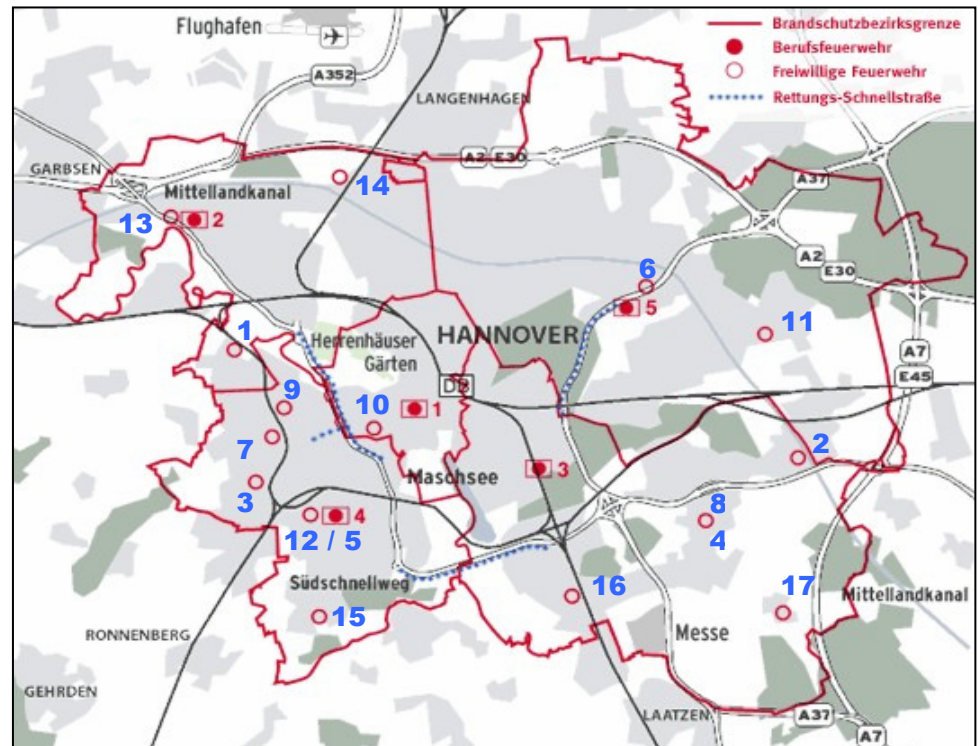 Flughafen
Brandschutzbezirksgrenze
Berufsfeuerwehr
Freiwillige Feuerwehr
Rettungs-Schnellstraße
A352
LANGENHAGEN
GARBSEN
A2 E30
A37
Mittellandkanal
14
13
2
A2
E30
6
5
11
HANNOVER
Herrenhäuser
Gärten
1
A7
E45
9
10
1
7
2
Maschsee
3
3
8
4
4
12 / 5
Südschnellweg
16
17
Mittellandkanal
15
Messe
RONNENBERG
GEHRDEN
LAATZEN
A37
A7